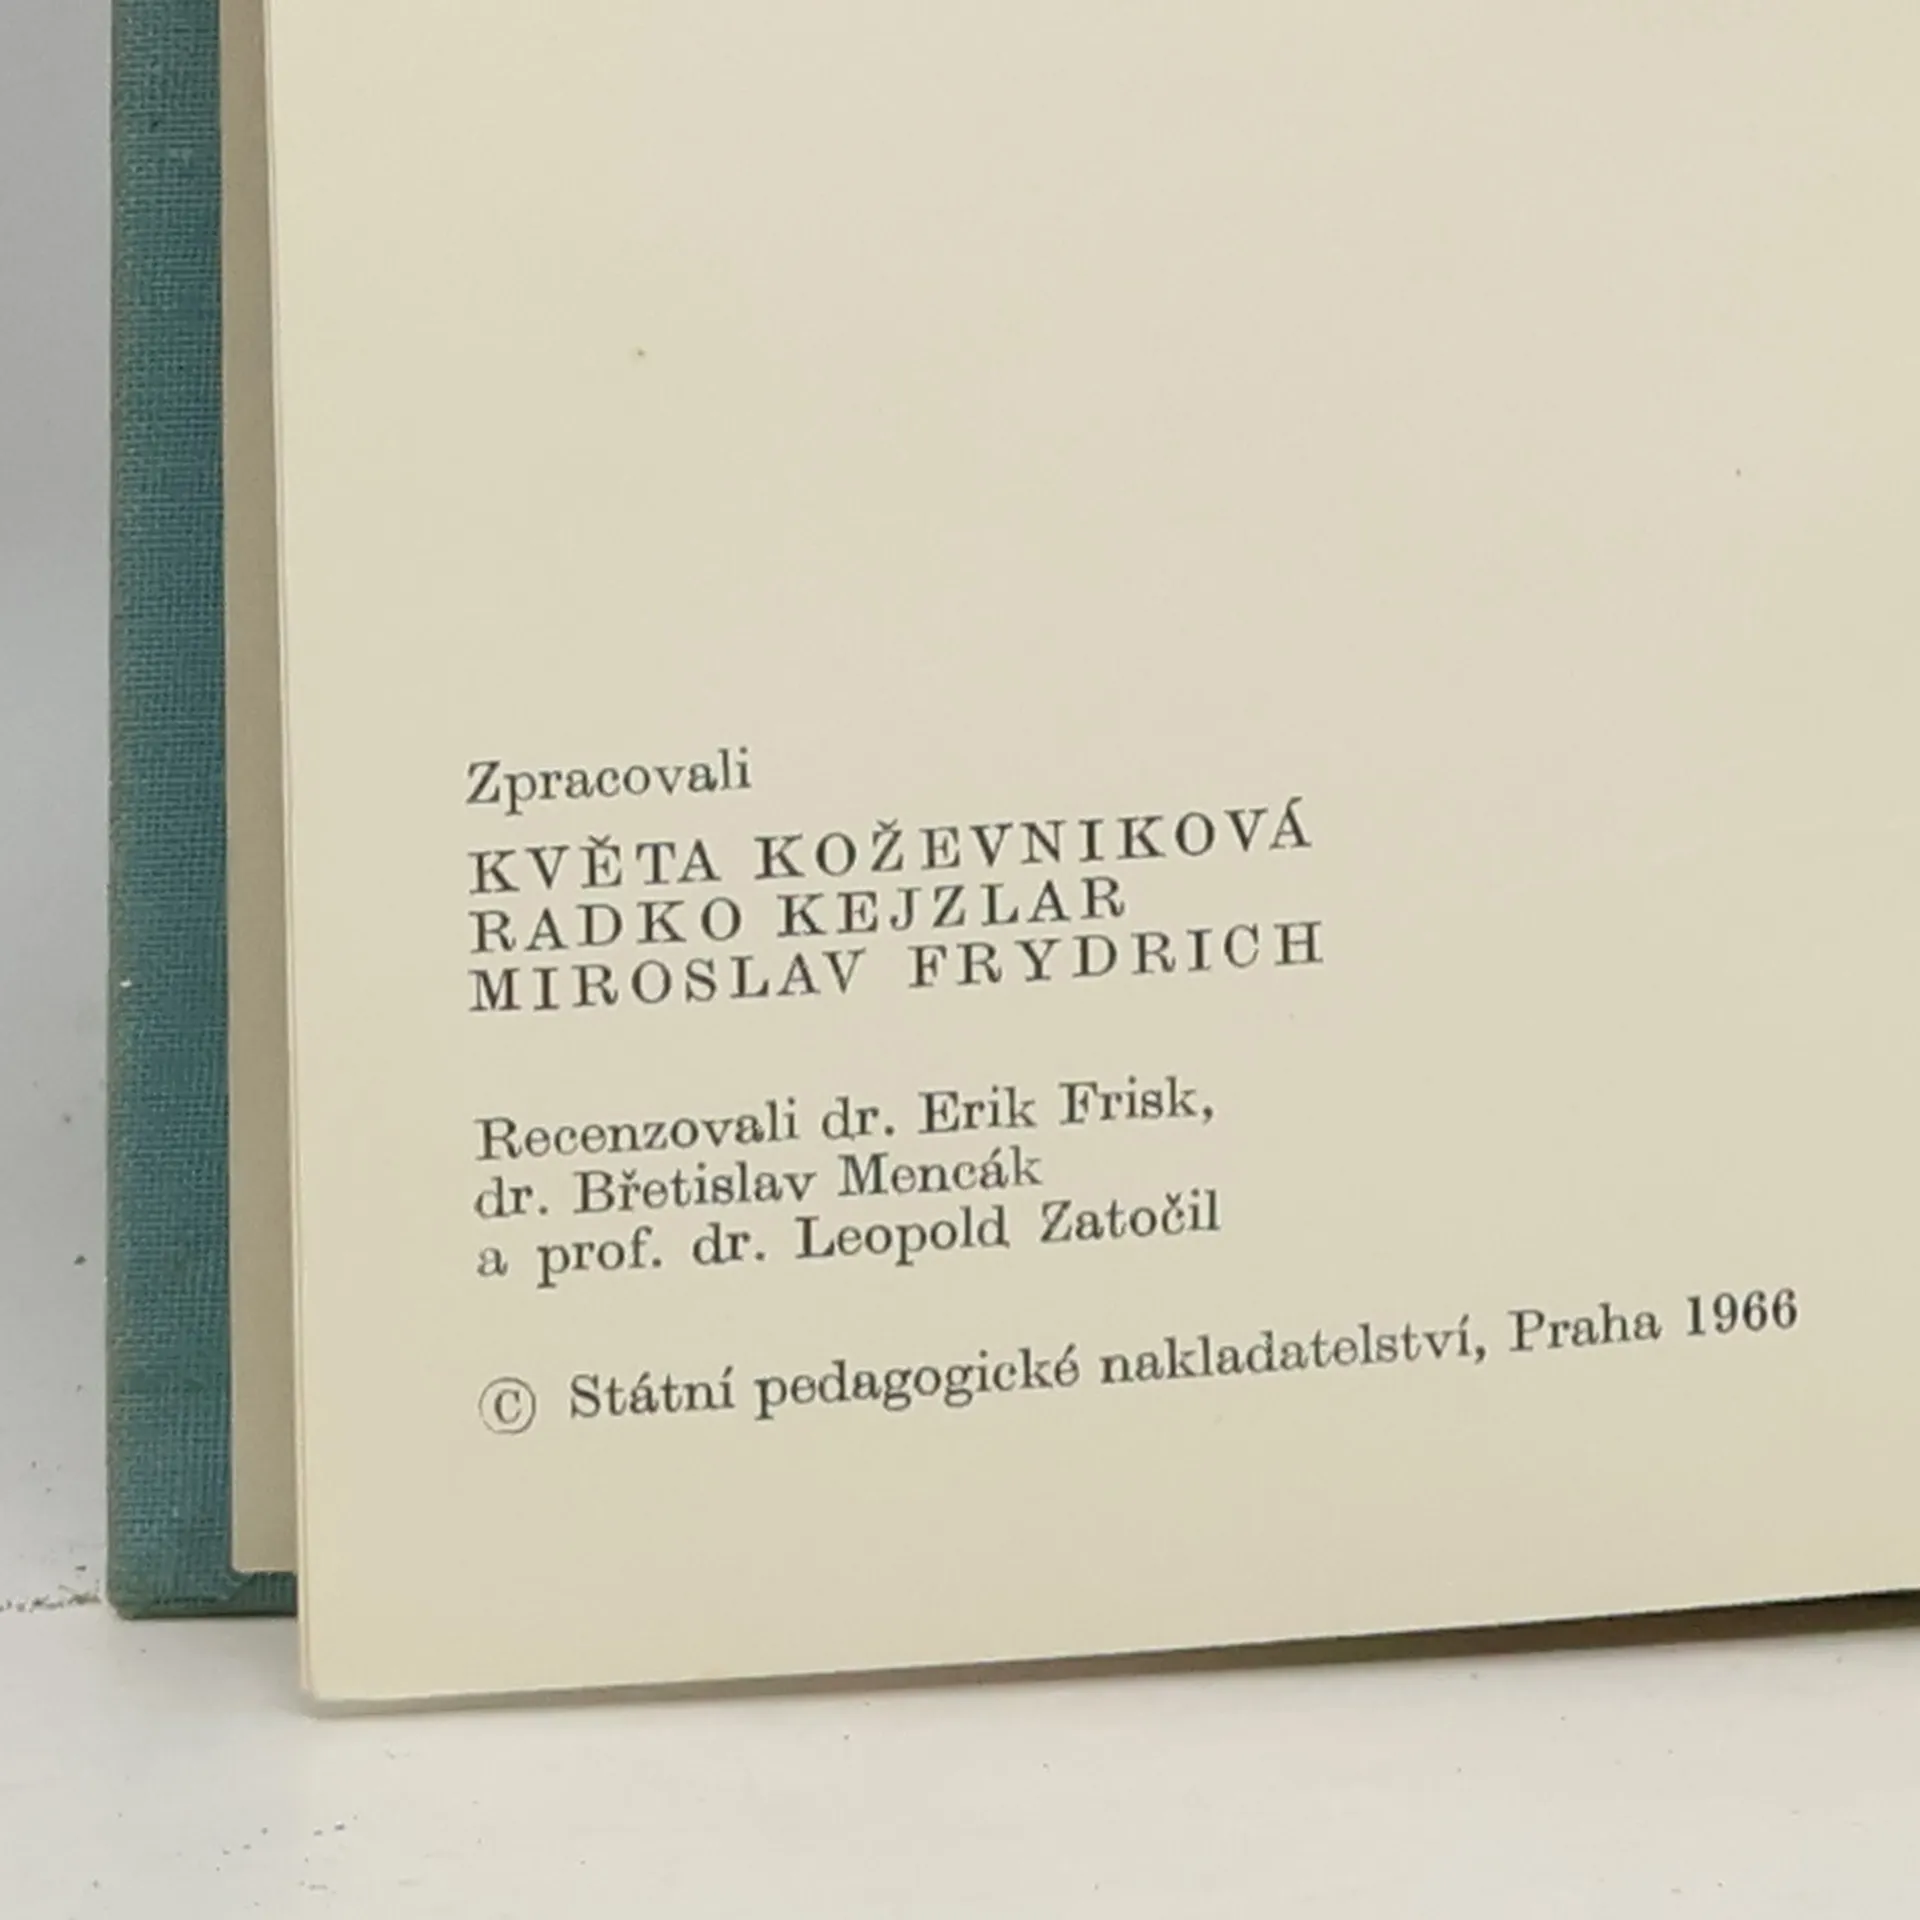 Zpracovali
KVĚTA KOŽEVNIKOVÁ
RADKO KEJZLAR
MIROSLAV FRYDRICH
Recenzovali dr. Erik Frisk,
dr. Břetislav Mencák
a prof. dr. Leopold Zatočil
© Státní pedagogické nakladatelství, Praha 1966